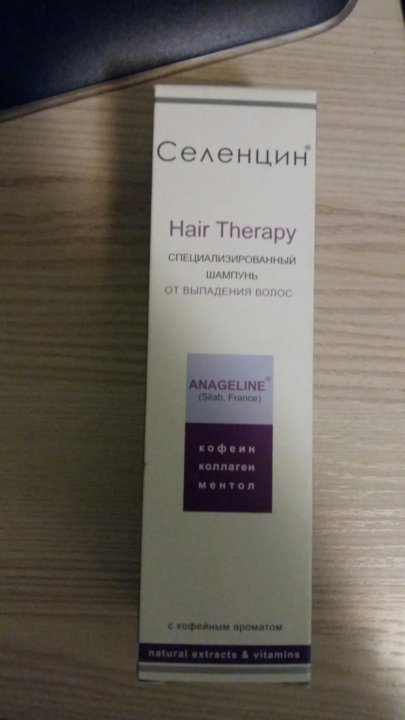 Селенцин®
Hair Therapy
СПЕЦИАЛИЗИРОВАННЫЙ
ШАМПУНЬ
ОТ ВЫПАДЕНИЯ ВОЛОС
ANAGELINE®
(Silab, France)
кофеин
коллаген
ментол
с кофейным ароматом
natural extracts & vitamins